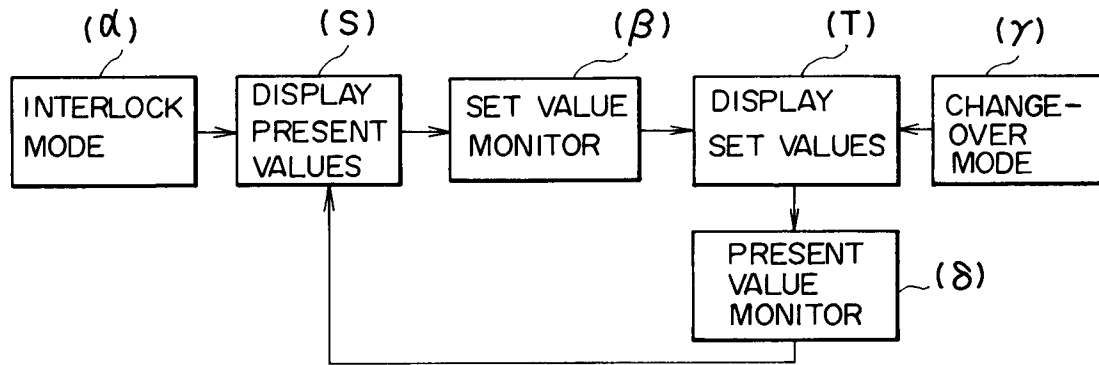 (α)
(S)
(β)
(T)
(γ)
INTERLOCK
MODE
DISPLAY
PRESENT
VALUES
SET VALUE
MONITOR
DISPLAY
SET VALUES
CHANGE-
OVER
MODE
PRESENT
VALUE
MONITOR
(δ)